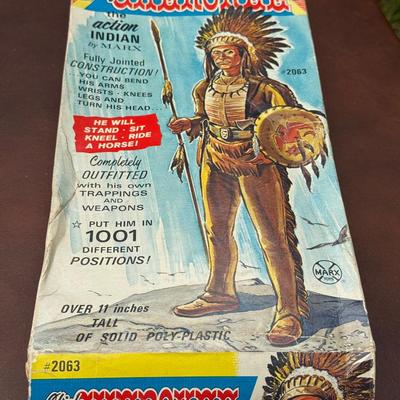 the
action
INDIAN
by MARX
Fully Jointed
CONSTRUCTION!
...YOU CAN BEND
HIS ARMS
WRISTS · KNEES
LEGS AND
TURN HIS HEAD...
#2063
HE WILL
STAND · SIT
KNEEL · RIDE
A HORSE!
Completely
OUTFITTED
with his own
TRAPPINGS
AND
WEAPONS
☆ PUT HIM IN
1001
DIFFERENT
POSITIONS!
MARX
TOYS
®
OVER 11 inches
TALL
OF SOLID POLY-PLASTIC
#2063